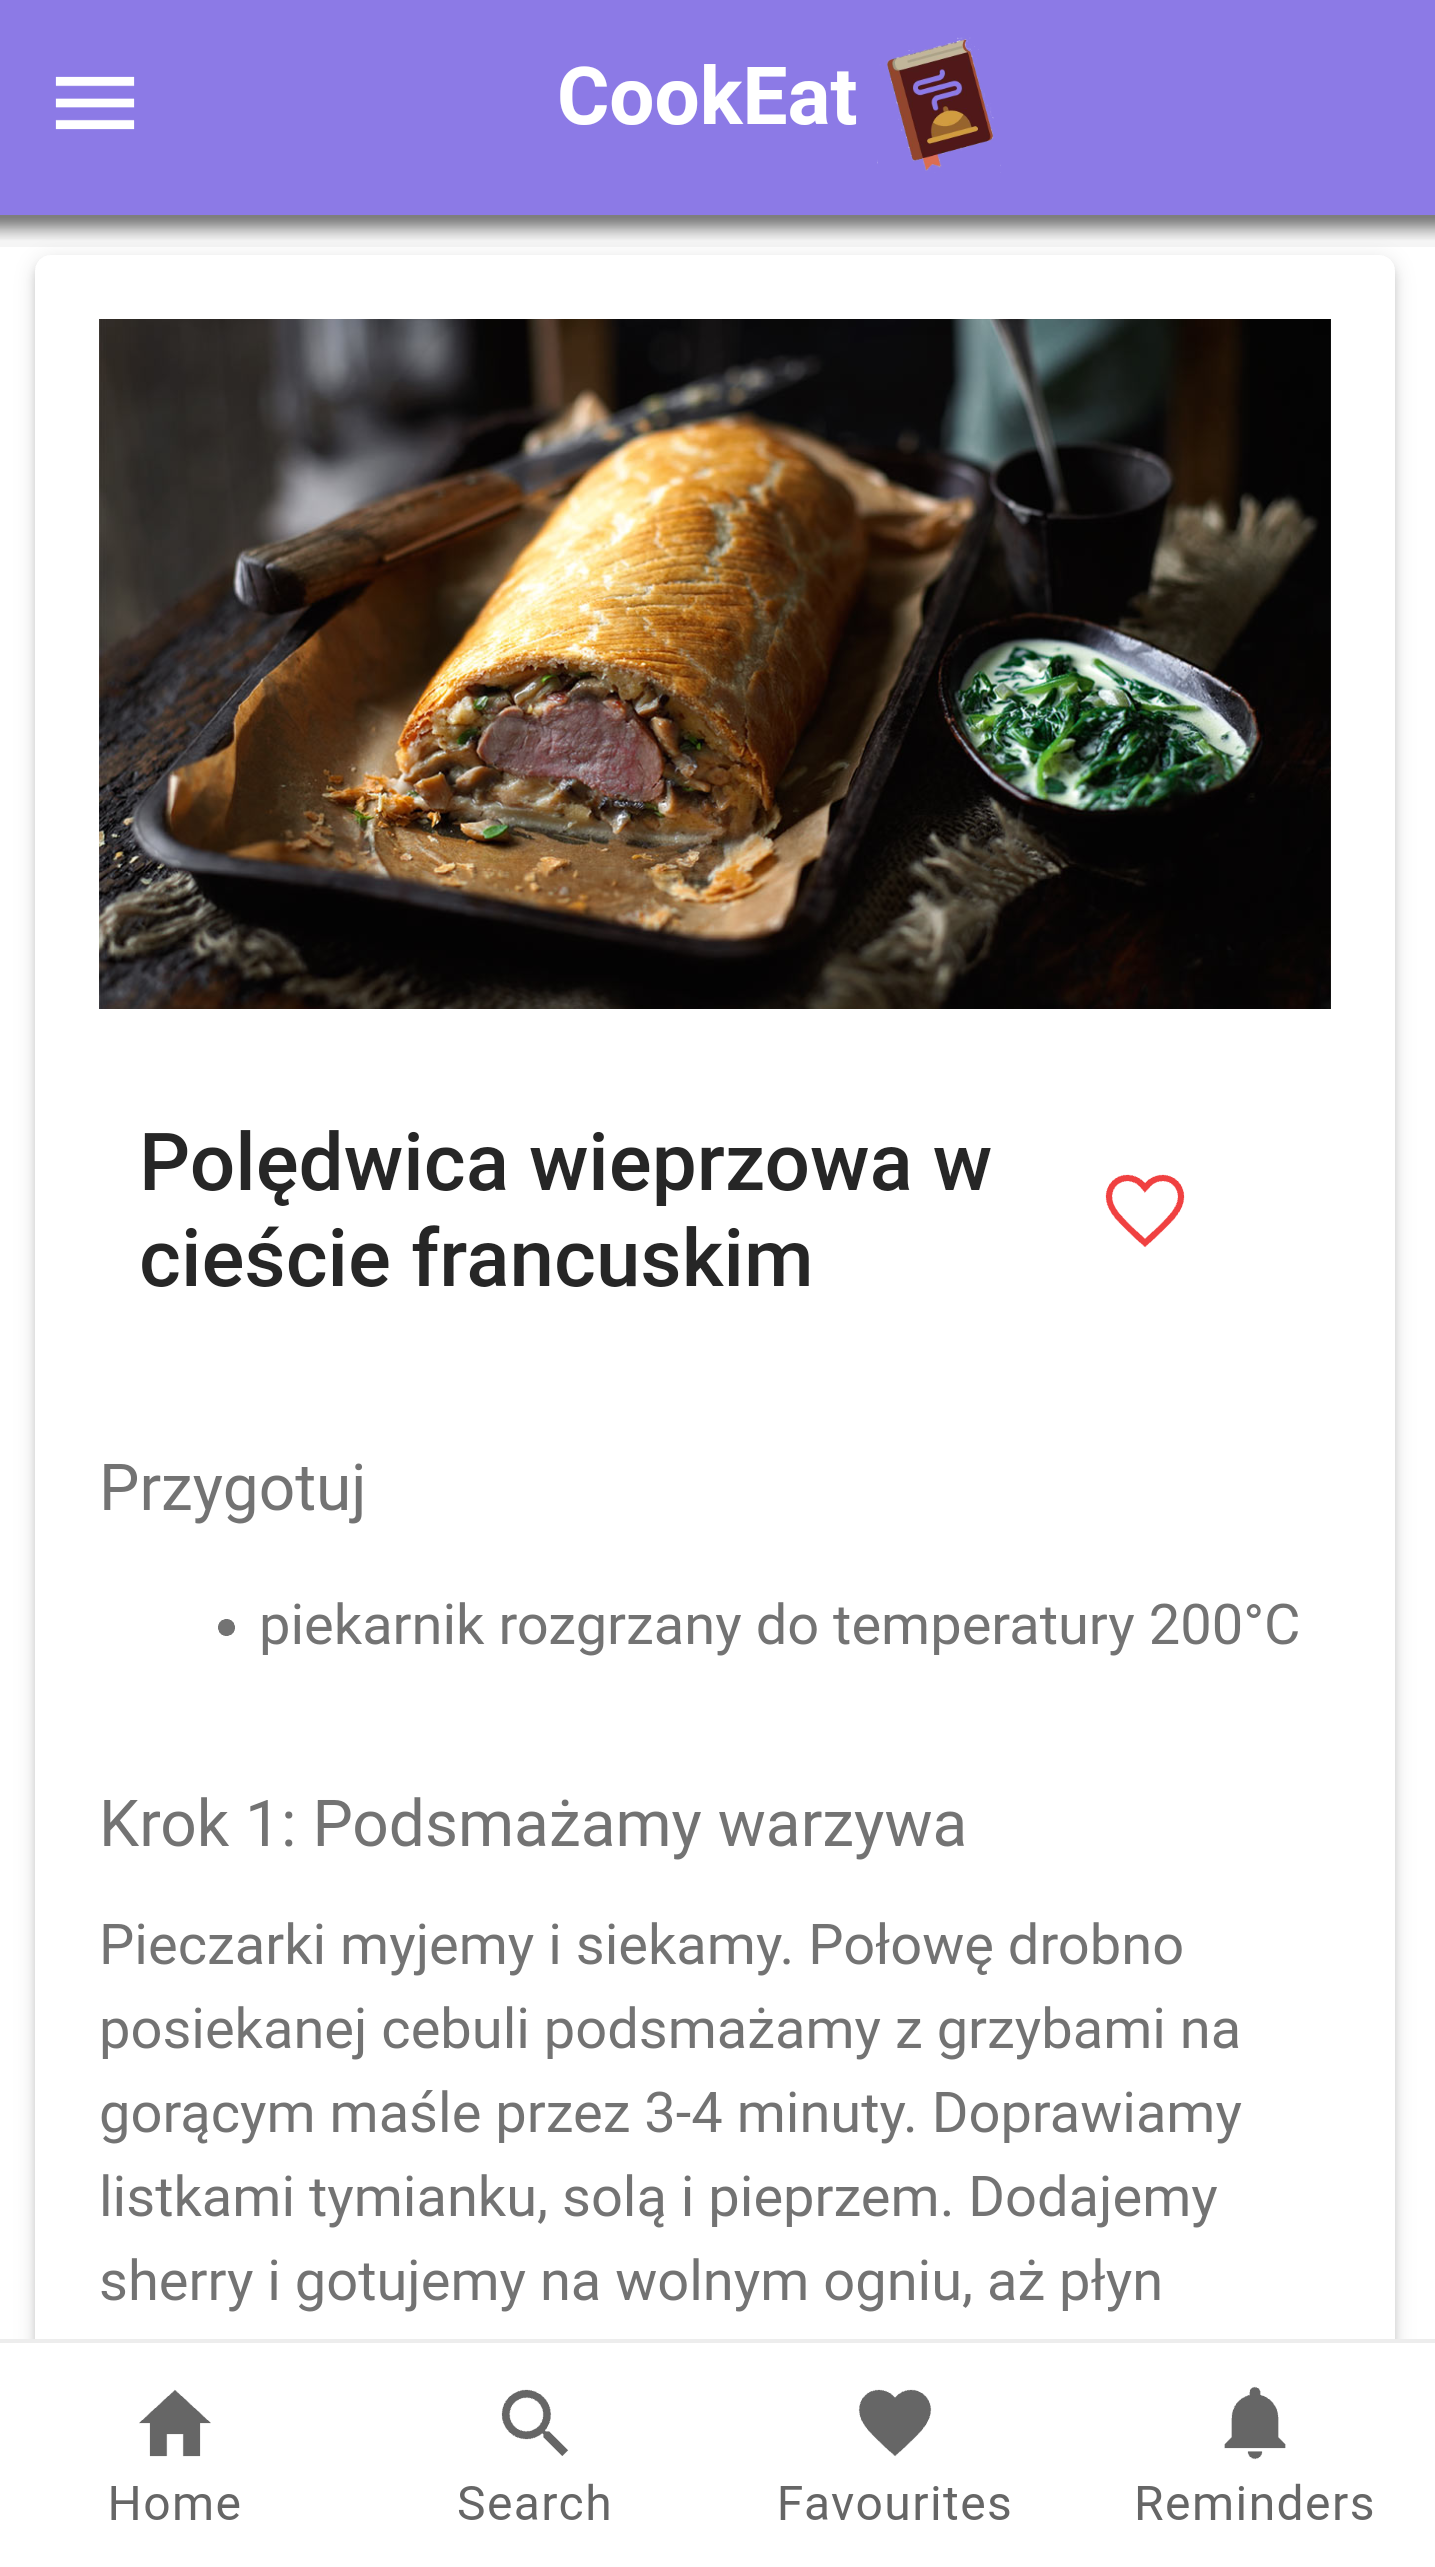 CookEat
Polędwica wieprzowa w
cieście francuskim
Przygotuj
• piekarnik rozgrzany do temperatury 200°C
Krok 1: Podsmażamy warzywa
Pieczarki myjemy i siekamy. Połowę drobno
posiekanej cebuli podsmażamy z grzybami na
gorącym maśle przez 3-4 minuty. Doprawiamy
listkami tymianku, solą i pieprzem. Dodajemy
sherry i gotujemy na wolnym ogniu, aż płyn
Home Search Favourites Reminders